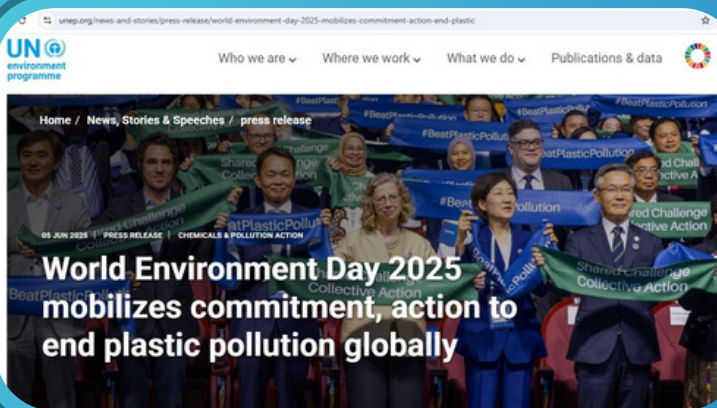 unep.org/news-and-stories/press-release/world-environment-day-2025-mobilizes-commitment-action-end-plastic
UN
environment
programme
Who we are
Where we work
What we do
Publications & data
Home / News, Stories & Speeches / press release
#BeatPlasticPollution
#BeatPlasticPollution
Shared Challenge
Collective Action
05 JUN 2025 | PRESS RELEASE | CHEMICALS & POLLUTION ACTION
World Environment Day 2025
mobilizes commitment, action to
end plastic pollution globally
BeatPlastic
Shared Challenge
Collective Action